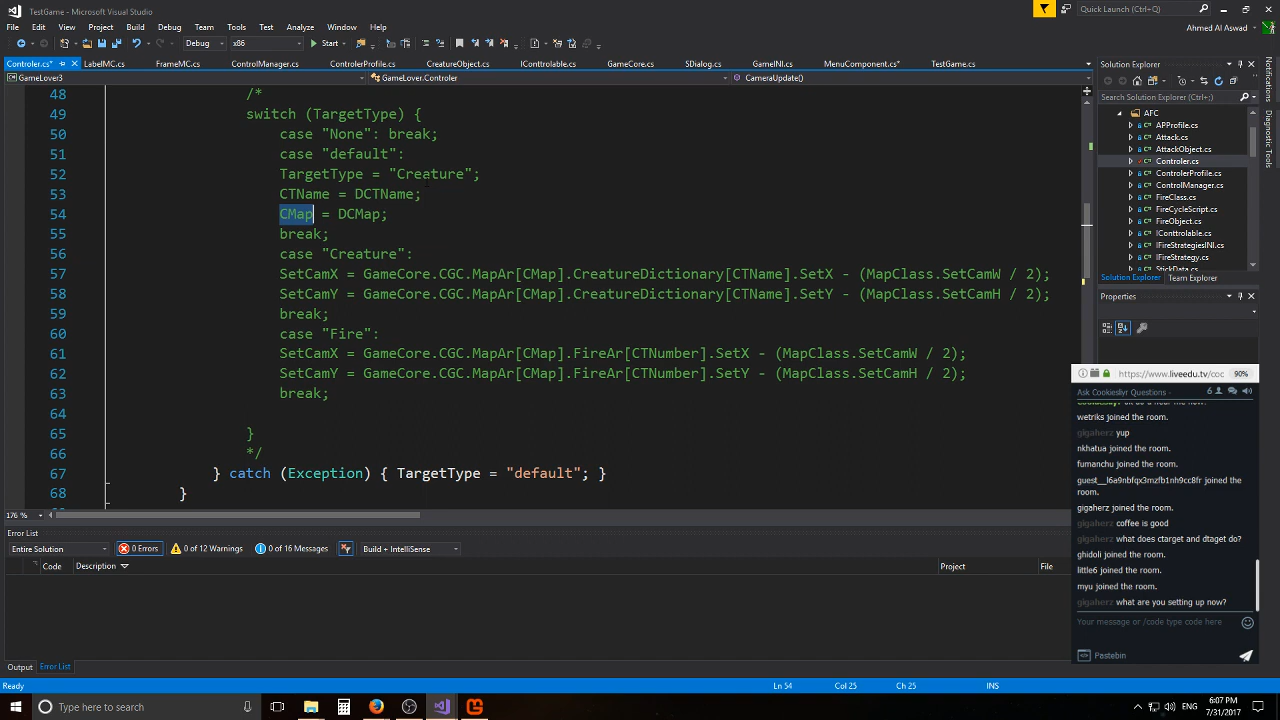 TestGame - Microsoft Visual Studio
Quick Launch (Ctrl+Q)
File Edit View Project Build Debug Team Tools Test Analyze Window Help
Ahmed Al Aswad
Debug x86 Start
Controler.cs* LabelMC.cs FrameMC.cs ControlManager.cs ControlerProfile.cs CreatureObject.cs IConttrolable.cs GameCore.cs SDialog.cs GameINI.cs MenuComponent.cs* TestGame.cs
GameLover3 GameLover.Controler CameraUpdate()
48 /*
49 switch (TargetType) {
50 case "None": break;
51 case "default":
52 TargetType = "Creature";
53 CTName = DCTName;
54 CMap = DCMap;
55 break;
56 case "Creature":
57 SetCamX = GameCore.CGC.MapAr[CMap].CreatureDictionary[CTName].SetX - (MapClass.SetCamW / 2);
58 SetCamY = GameCore.CGC.MapAr[CMap].CreatureDictionary[CTName].SetY - (MapClass.SetCamH / 2);
59 break;
60 case "Fire":
61 SetCamX = GameCore.CGC.MapAr[CMap].FireAr[CTNumber].SetX - (MapClass.SetCamW / 2);
62 SetCamY = GameCore.CGC.MapAr[CMap].FireAr[CTNumber].SetY - (MapClass.SetCamH / 2);
63 break;
64
65 }
66 */
67 } catch (Exception) { TargetType = "default"; }
68 }
176 %
Solution Explorer
Search Solution Explorer (Ctrl+;)
AFC
APProfile.cs
Attack.cs
AttackObject.cs
Controler.cs
ControlerProfile.cs
ControlManager.cs
FireClass.cs
FireCycleScript.cs
FireObject.cs
IConttrolable.cs
IFireStrategiesINI.cs
StickData.cs
Solution Explorer Team Explorer
Properties
Notifications
Diagnostic Tools
https://www.liveedu.tv/coc 90%
Ask Cookieslyr Questions - 6
wetriks joined the room.
gigaherz yup
nkhatua joined the room.
fumanchu joined the room.
guest__l6a9nbfqx3mzfb1nh9cc8fr joined the
room.
gigaherz joined the room.
gigaherz coffee is good
gigaherz what does ctarget and dtaget do?
ghidoli joined the room.
little6 joined the room.
myu joined the room.
gigaherz what are you setting up now?
Your message or /code type code here
Pastebin
Error List
Entire Solution 0 Errors 0 of 12 Warnings 0 of 16 Messages Build + IntelliSense
Code Description Project File
Output Error List
Ready Ln 54 Col 25 Ch 25 INS
Type here to search
6:07 PM
7/31/2017